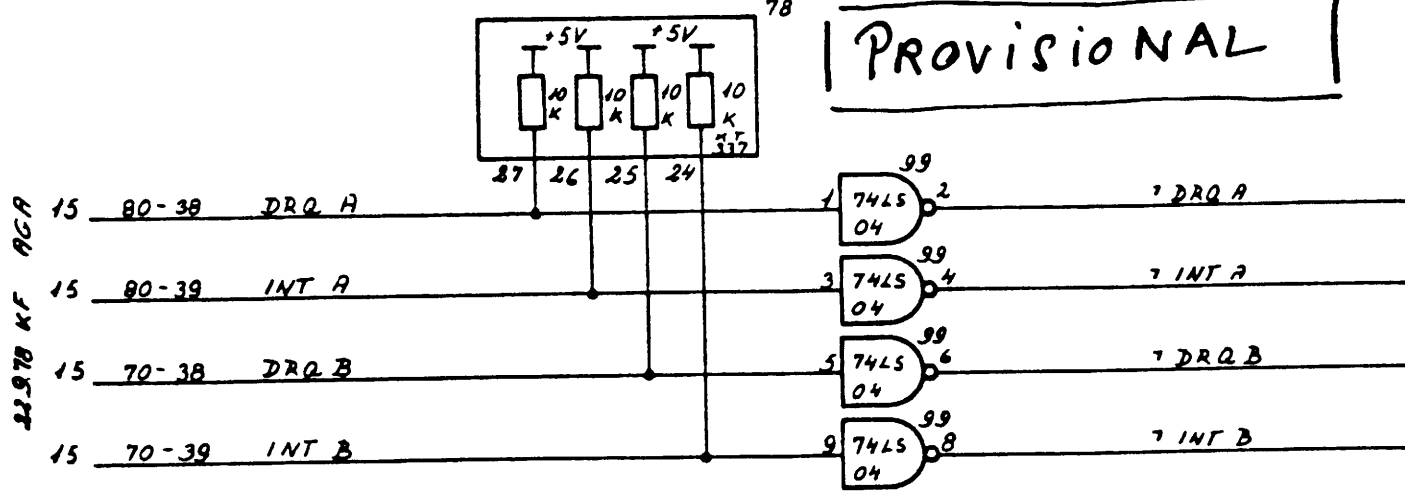 78
PROVISIONAL
+5V +5V
10 K 10 K 10 K 10 K
337
27 26 25 24
15 80-38 DRQ A 1 74LS 04 99 2 ¬ DRQ A
15 80-39 INT A 3 74LS 04 99 4 ¬ INT A
15 70-38 DRQ B 5 74LS 04 99 6 ¬ DRQ B
15 70-39 INT B 9 74LS 04 99 8 ¬ INT B
KF AGA